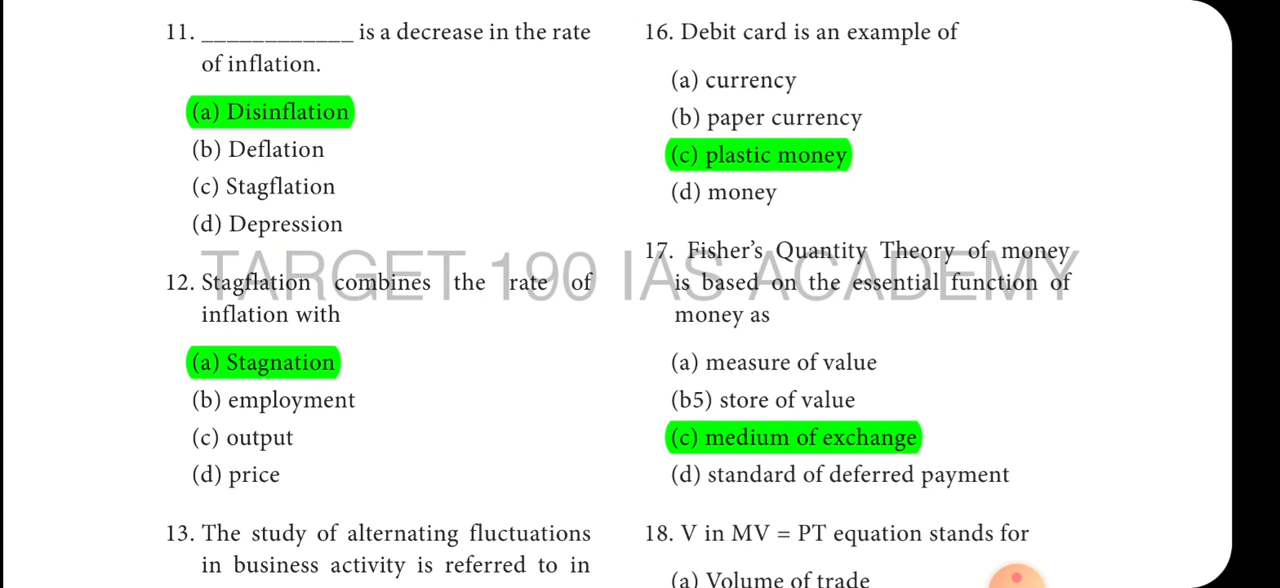 11. ____________ is a decrease in the rate
of inflation.
(a) Disinflation
(b) Deflation
(c) Stagflation
(d) Depression
12. Stagflation combines the rate of
inflation with
(a) Stagnation
(b) employment
(c) output
(d) price
13. The study of alternating fluctuations
in business activity is referred to in
16. Debit card is an example of
(a) currency
(b) paper currency
(c) plastic money
(d) money
17. Fisher’s Quantity Theory of money
is based on the essential function of
money as
(a) measure of value
(b5) store of value
(c) medium of exchange
(d) standard of deferred payment
18. V in MV = PT equation stands for
(a) Volume of trade
TARGET 190 IAS ACADEMY